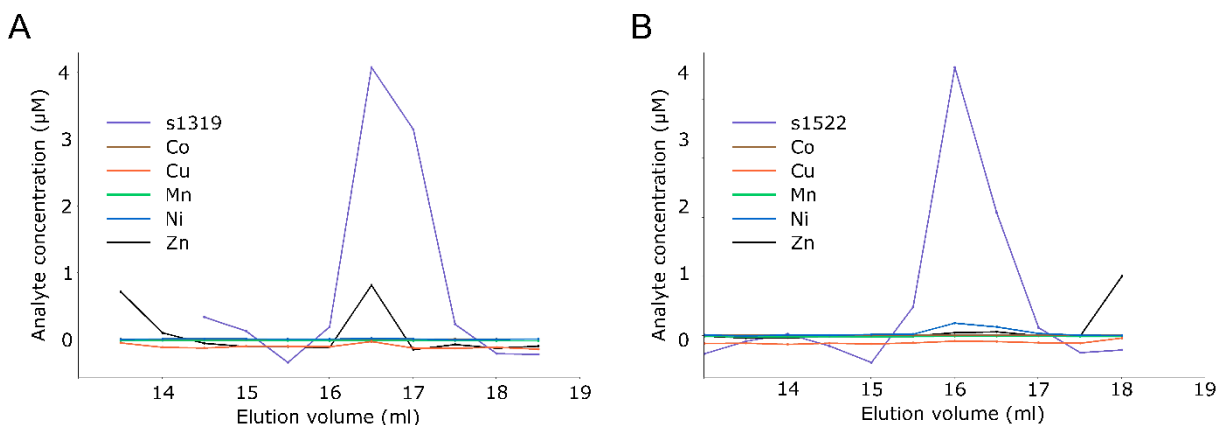 A
Analyte concentration (µM)
4
3
2
1
0
s1319
Co
Cu
Mn
Ni
Zn
14 15 16 17 18 19
Elution volume (ml)
B
Analyte concentration (µM)
4
3
2
1
0
s1522
Co
Cu
Mn
Ni
Zn
14 15 16 17 18 19
Elution volume (ml)